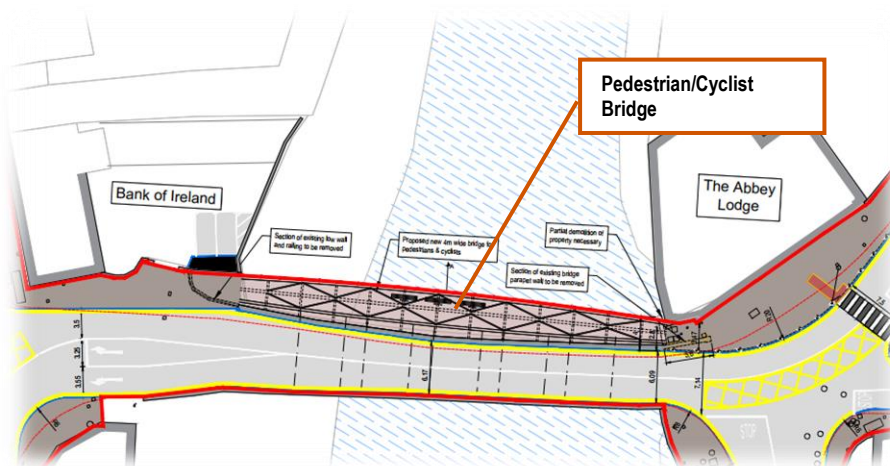 Pedestrian/Cyclist
Bridge
Bank of Ireland
The Abbey
Lodge
Section of existing low wall
and railing to be removed
Proposed new 4m wide bridge for
pedestrians & cyclists
Partial demolition of
property necessary
Section of existing bridge
parapet wall to be removed
3.5
3.25
3.55
6.17
6.09
7.14